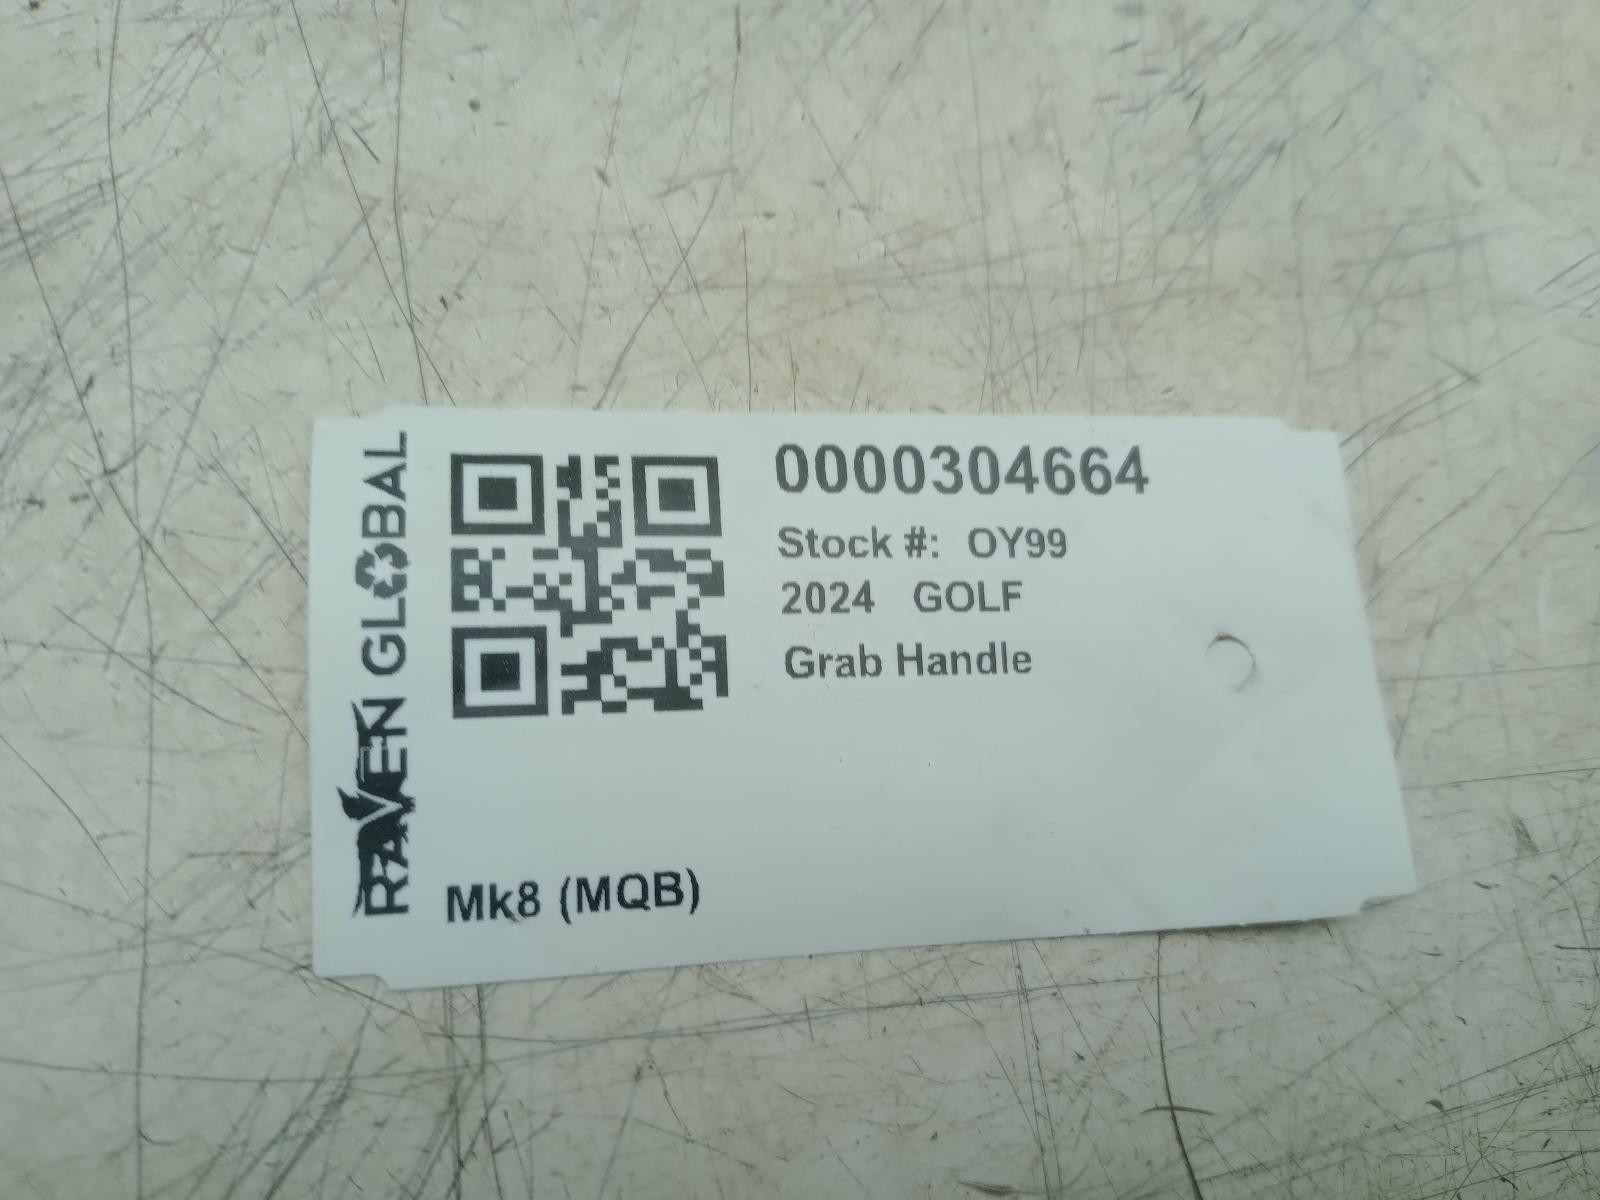 RAVEN GLOBAL
0000304664
Stock #: OY99
2024 GOLF
Grab Handle
Mk8 (MQB)